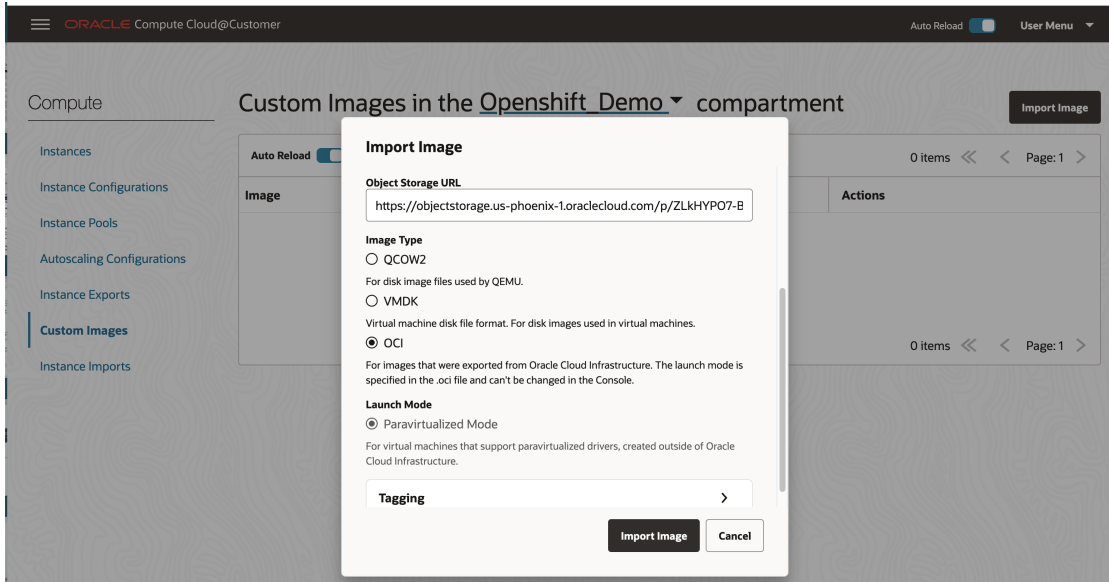 ORACLE Compute Cloud@Customer
Auto Reload
User Menu
Compute
Instances
Instance Configurations
Instance Pools
Autoscaling Configurations
Instance Exports
Custom Images
Instance Imports
Custom Images in the Openshift_Demo compartment
Import Image
Auto Reload
0 items
Page: 1
Image
Actions
0 items
Page: 1
Import Image
Object Storage URL
https://objectstorage.us-phoenix-1.oraclecloud.com/p/ZLkHYPO7-B
Image Type
QCOW2
For disk image files used by QEMU.
VMDK
Virtual machine disk file format. For disk images used in virtual machines.
OCI
For images that were exported from Oracle Cloud Infrastructure. The launch mode is
specified in the .oci file and can't be changed in the Console.
Launch Mode
Paravirtualized Mode
For virtual machines that support paravirtualized drivers, created outside of Oracle
Cloud Infrastructure.
Tagging
Import Image
Cancel